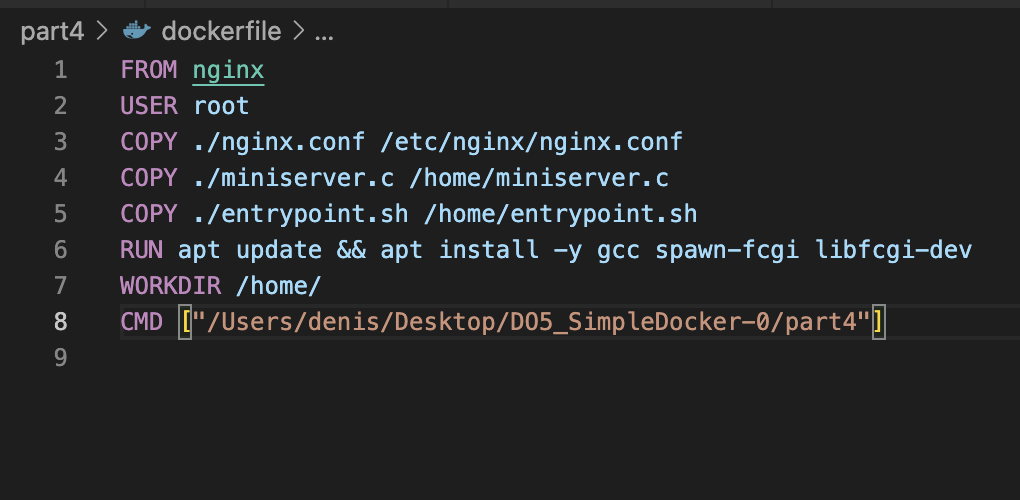 part4 > dockerfile > ...
1 FROM nginx
2 USER root
3 COPY ./nginx.conf /etc/nginx/nginx.conf
4 COPY ./miniserver.c /home/miniserver.c
5 COPY ./entrypoint.sh /home/entrypoint.sh
6 RUN apt update && apt install -y gcc spawn-fcgi libfcgi-dev
7 WORKDIR /home/
8 CMD ["/Users/denis/Desktop/DO5_SimpleDocker-0/part4"]
9